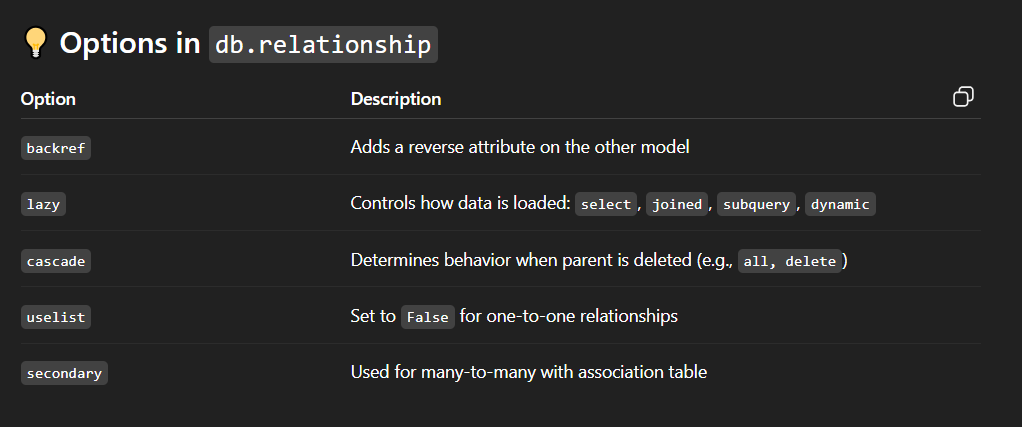 💡 Options in db.relationship
Option Description
backref Adds a reverse attribute on the other model
lazy Controls how data is loaded: select, joined, subquery, dynamic
cascade Determines behavior when parent is deleted (e.g., all, delete)
uselist Set to False for one-to-one relationships
secondary Used for many-to-many with association table